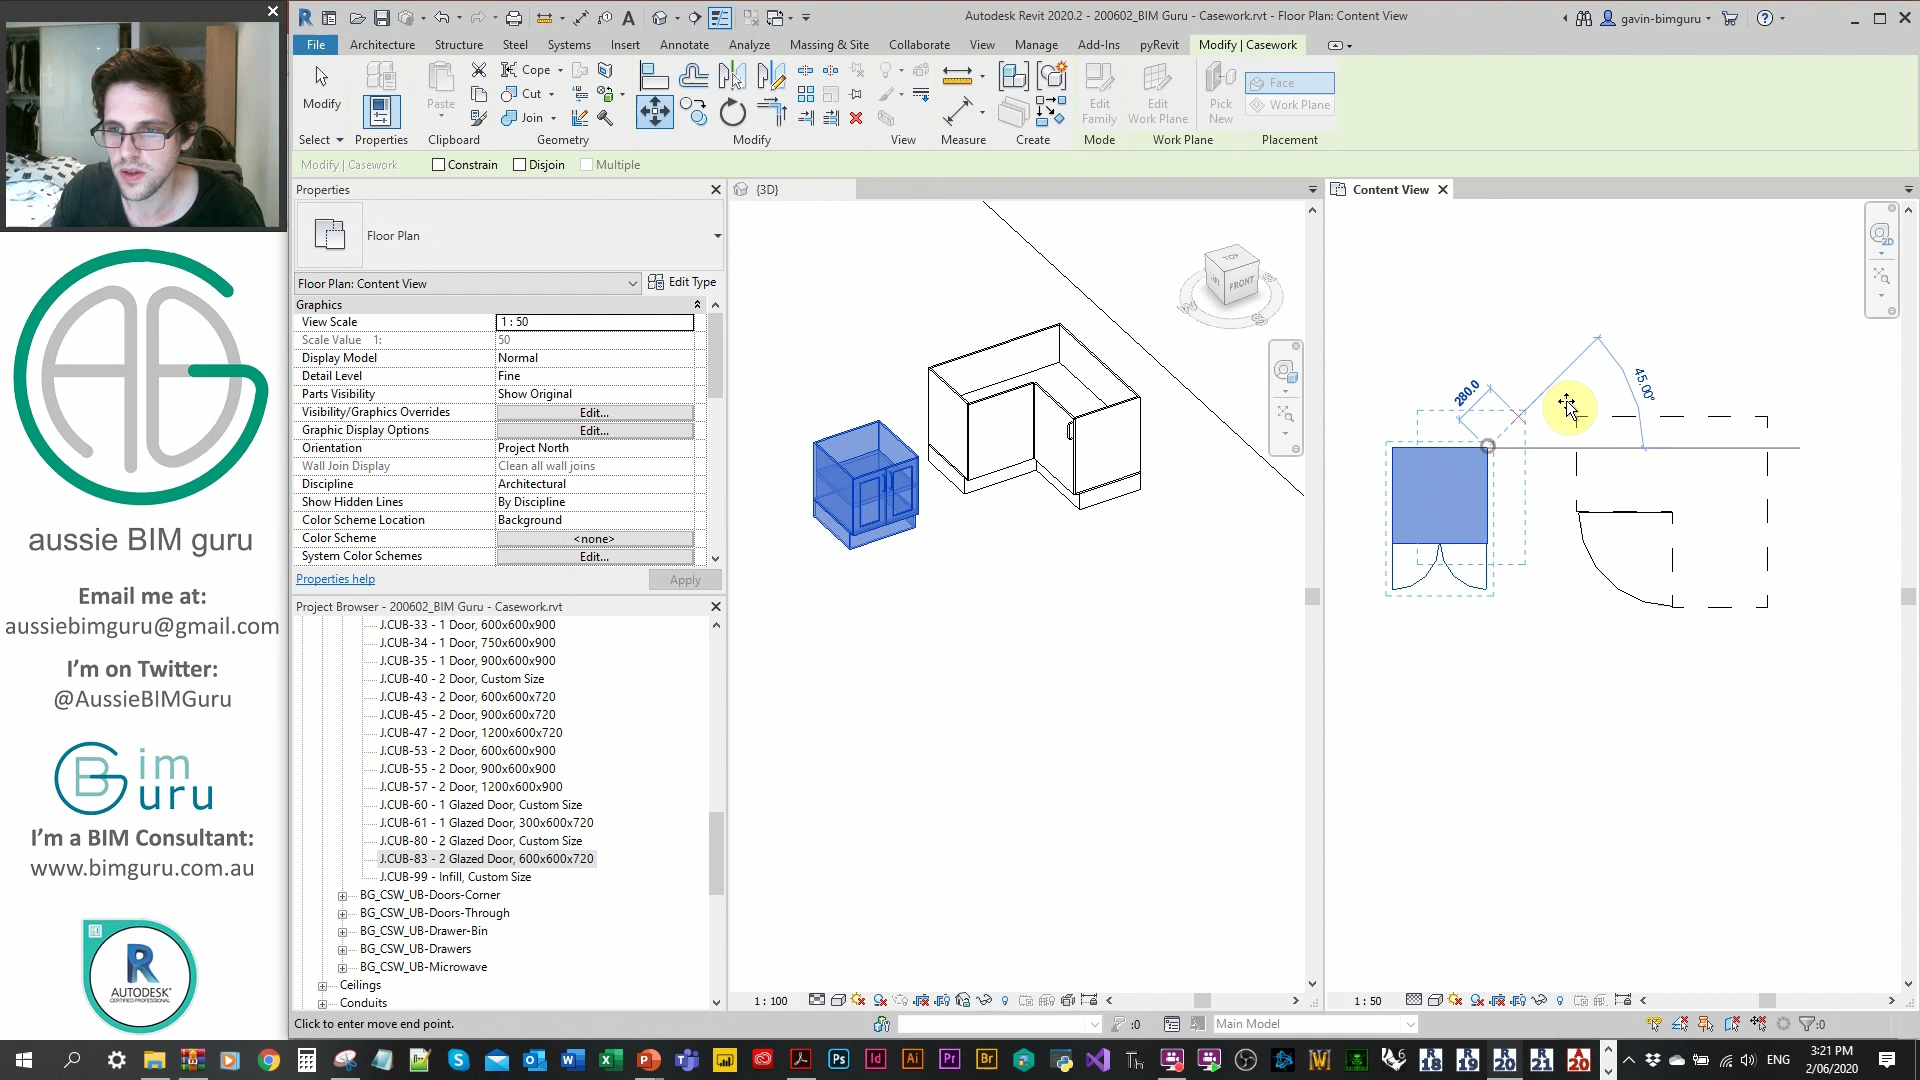 Autodesk Revit 2020.2 - 200602_BIM Guru - Casework.rvt - Floor Plan: Content View
gavin-bimguru
File Architecture Structure Steel Systems Insert Annotate Analyze Massing & Site Collaborate View Manage Add-Ins pyRevit Modify | Casework
Modify
Paste
Cope
Cut
Join
Edit Family
Edit Work Plane
Pick New
Face
Work Plane
Select Properties Clipboard Geometry Modify View Measure Create Mode Work Plane Placement
Modify | Casework Constrain Disjoin Multiple
Properties
{3D}
Content View
Floor Plan
Floor Plan: Content View
Edit Type
Graphics
View Scale 1 : 50
Scale Value 1: 50
Display Model Normal
Detail Level Fine
Parts Visibility Show Original
Visibility/Graphics Overrides Edit...
Graphic Display Options Edit...
Orientation Project North
Wall Join Display Clean all wall joins
Discipline Architectural
Show Hidden Lines By Discipline
Color Scheme Location Background
Color Scheme <none>
System Color Schemes Edit...
Properties help
Apply
Project Browser - 200602_BIM Guru - Casework.rvt
J.CUB-33 - 1 Door, 600x600x900
J.CUB-34 - 1 Door, 750x600x900
J.CUB-35 - 1 Door, 900x600x900
J.CUB-40 - 2 Door, Custom Size
J.CUB-43 - 2 Door, 600x600x720
J.CUB-45 - 2 Door, 900x600x720
J.CUB-47 - 2 Door, 1200x600x720
J.CUB-53 - 2 Door, 600x600x900
J.CUB-55 - 2 Door, 900x600x900
J.CUB-57 - 2 Door, 1200x600x900
J.CUB-60 - 1 Glazed Door, Custom Size
J.CUB-61 - 1 Glazed Door, 300x600x720
J.CUB-80 - 2 Glazed Door, Custom Size
J.CUB-83 - 2 Glazed Door, 600x600x720
J.CUB-99 - Infill, Custom Size
BG_CSW_UB-Doors-Corner
BG_CSW_UB-Doors-Through
BG_CSW_UB-Drawer-Bin
BG_CSW_UB-Drawers
BG_CSW_UB-Microwave
Ceilings
Conduits
TOP
FRONT
280.0
45.00°
2D
1 : 100
1 : 50
Click to enter move end point.
:0
Main Model
:0
aussie BIM guru
Email me at:
aussiebimguru@gmail.com
I'm on Twitter:
@AussieBIMGuru
B im
Guru
I'm a BIM Consultant:
www.bimguru.com.au
R
AUTODESK
CERTIFIED PROFESSIONAL
ENG
3:21 PM
2/06/2020